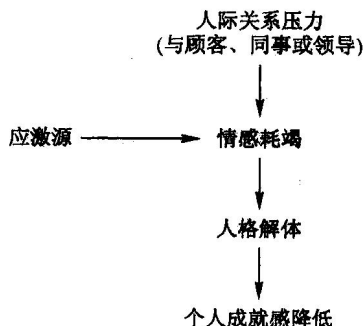 人际关系压力
(与顾客、同事或领导)
应激源
情感耗竭
人格解体
个人成就感降低